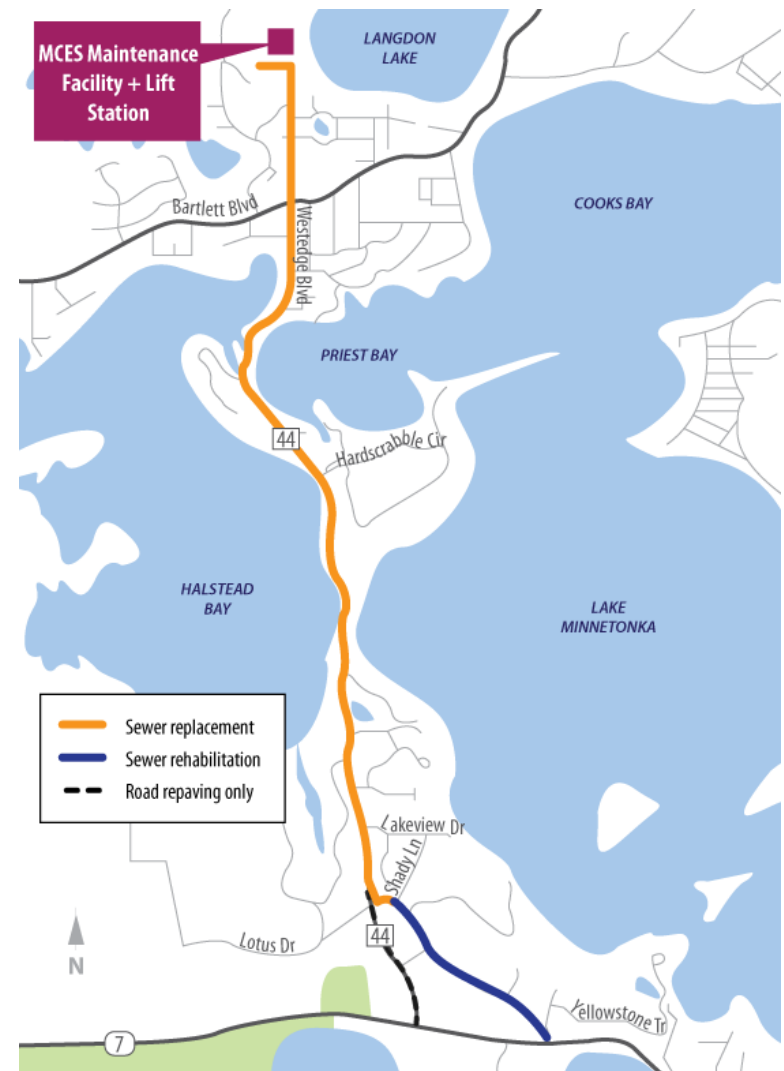 MCES Maintenance
Facility + Lift
Station
LANGDON
LAKE
COOKS BAY
Bartlett Blvd
Westedge Blvd
PRIEST BAY
44
Hardscrabble Cir
HALSTEAD
BAY
LAKE
MINNETONKA
Sewer replacement
Sewer rehabilitation
Road repaving only
Lakeview Dr
Shady Ln
44
Lotus Dr
N
Yellowstone Tr
7